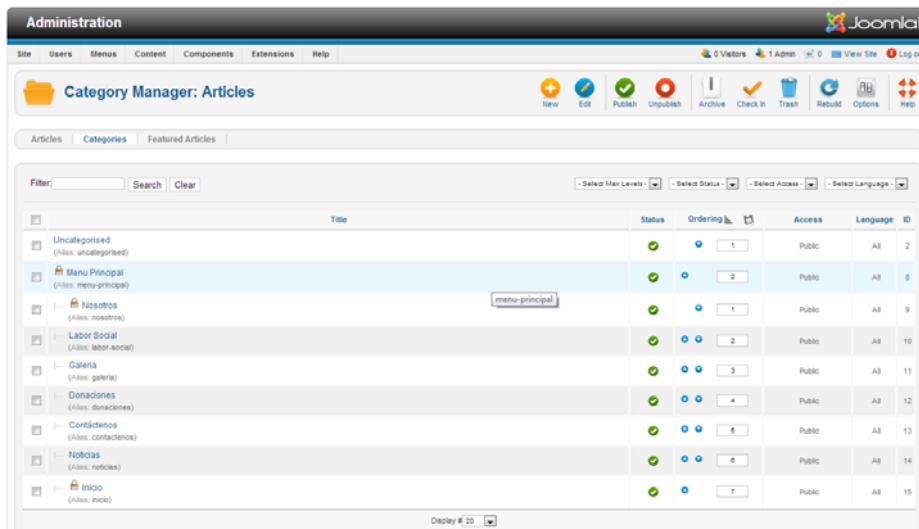 Administration
Joomla
Site Users Menus Content Components Extensions Help
0 Visitors 1 Admin 0 View Site Log o
Category Manager: Articles
New Edit Publish Unpublish Archive Check In Trash Rebuild Options Help
Articles Categories Featured Articles
Filter: Search Clear
- Select Max Levels - - Select Status - - Select Access - - Select Language -
Title Status Ordering Access Language ID
Uncategorised 1 Public All 2
(Alias: uncategorised)
Menu Principal 2 Public All 8
(Alias: menu-principal)
menu-principal
Nosotros 1 Public All 9
(Alias: nosotros)
Labor Social 2 Public All 10
(Alias: labor-social)
Galeria 3 Public All 11
(Alias: galeria)
Donaciones 4 Public All 12
(Alias: donaciones)
Contáctenos 5 Public All 13
(Alias: contactenos)
Noticias 6 Public All 14
(Alias: noticias)
Inicio 7 Public All 15
(Alias: inicio)
Display # 20